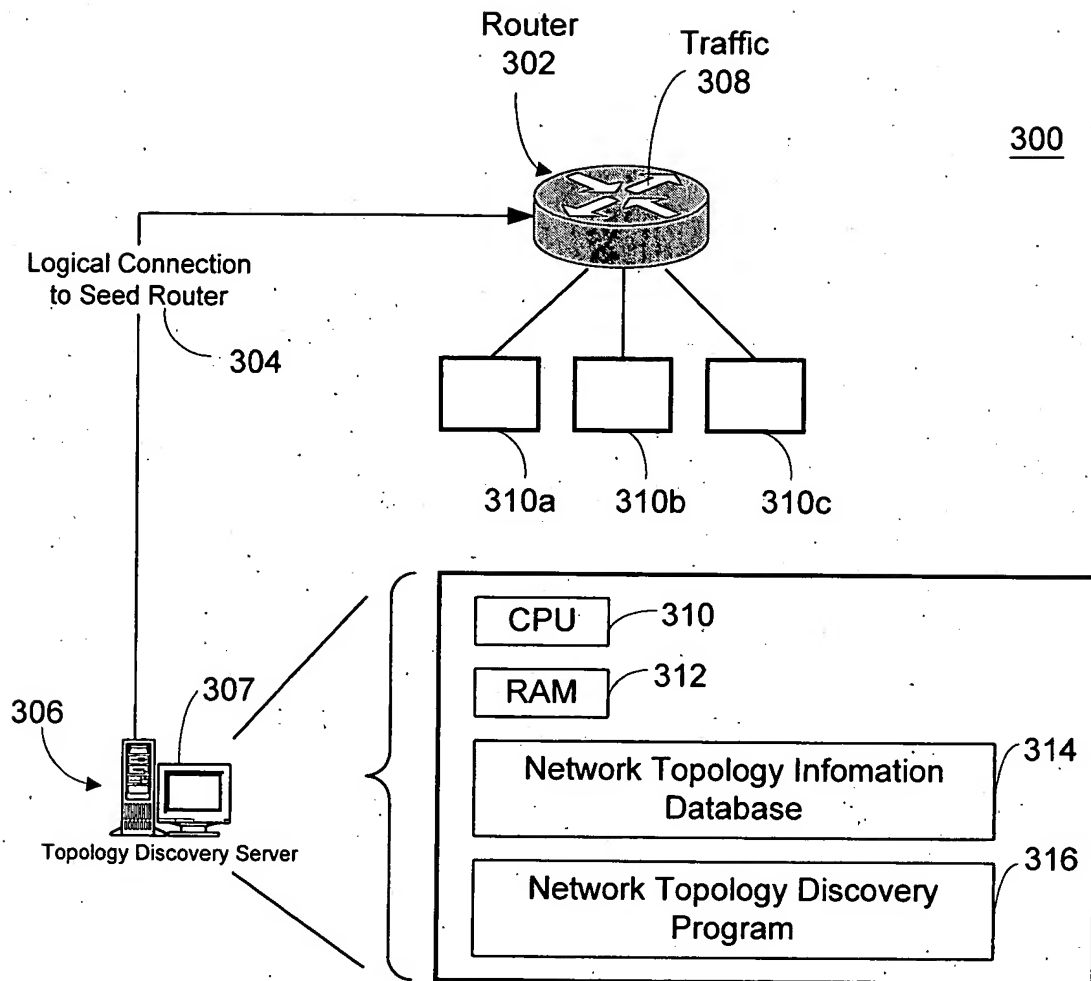 Router
302
Traffic
308
300
Logical Connection
to Seed Router
304
310a
310b
310c
CPU
310
RAM
312
307
306
Network Topology Infomation
Database
314
Topology Discovery Server
Network Topology Discovery
Program
316